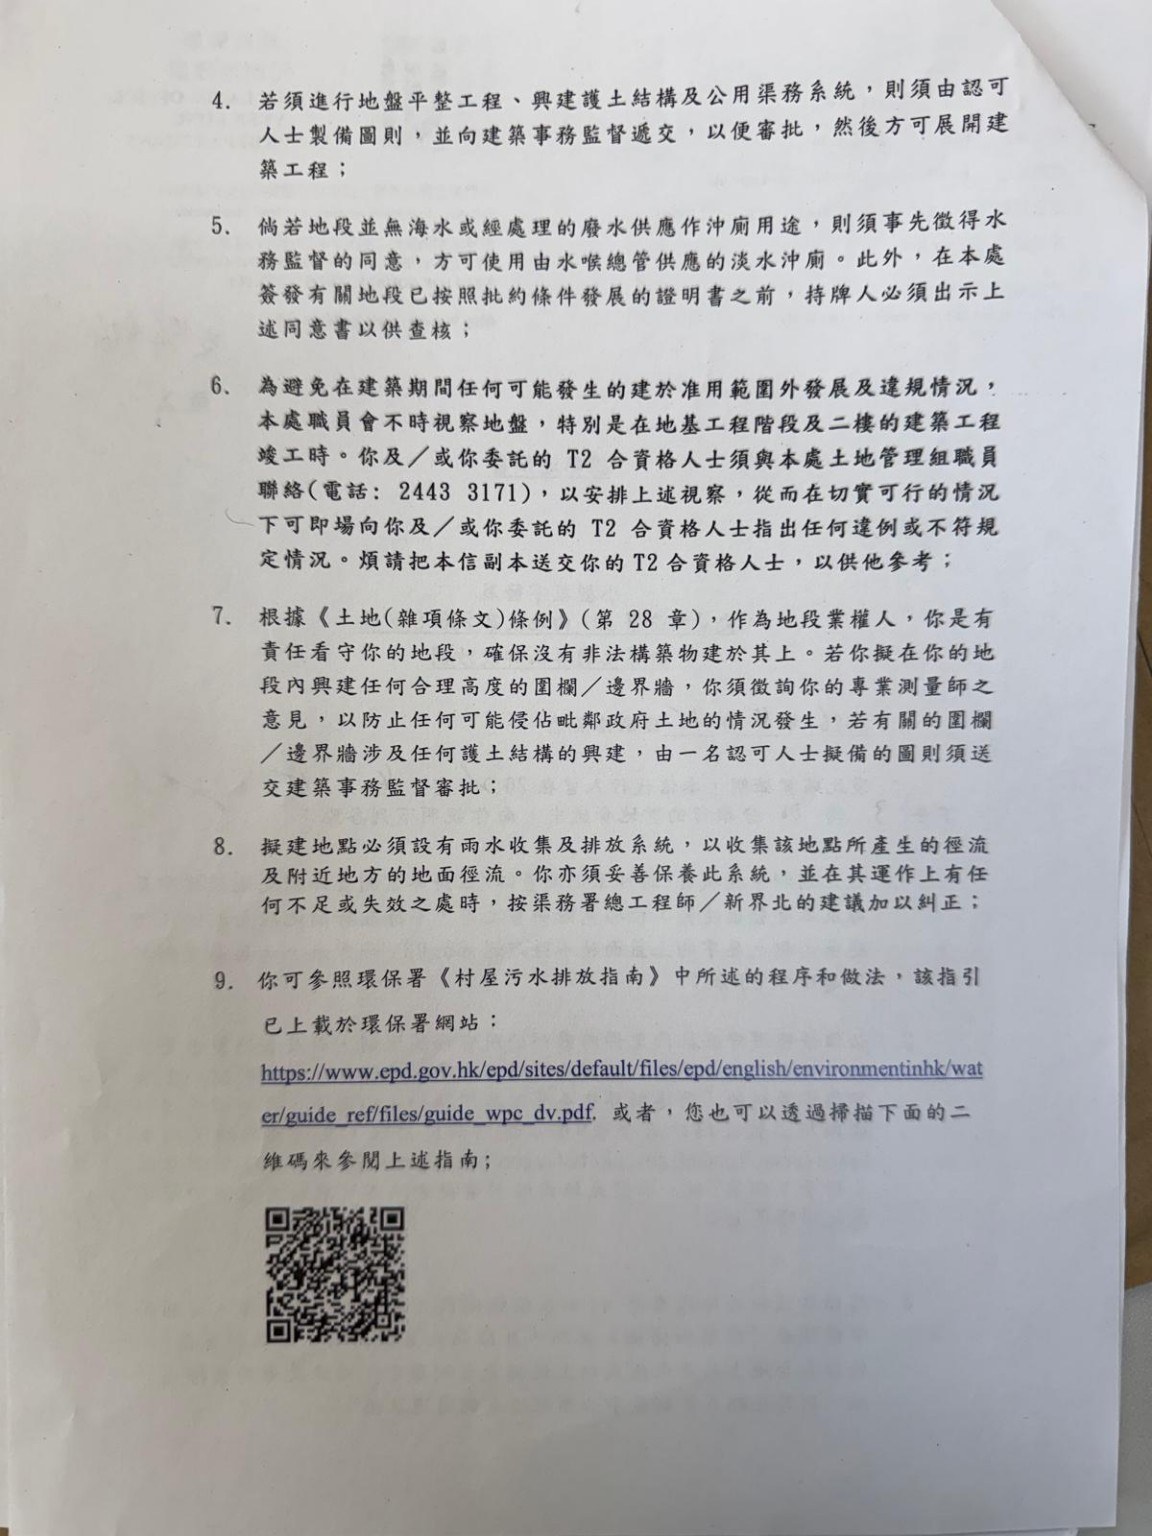 4. 若須進行地盤平整工程、興建護土結構及公用渠務系統，則須由認可
人士製備圖則，並向建築事務監督遞交，以便審批，然後方可展開建
築工程；
5. 倘若地段並無海水或經處理的廢水供應作沖廁用途，則須事先徵得水
務監督的同意，方可使用由水喉總管供應的淡水沖廁。此外，在本處
簽發有關地段已按照批約條件發展的證明書之前，持牌人必須出示上
述同意書以供查核；
6. 為避免在建築期間任何可能發生的建於准用範圍外發展及違規情況，
本處職員會不時視察地盤，特別是在地基工程階段及二樓的建築工程
竣工時。你及／或你委託的 T2 合資格人士須與本處土地管理組職員
聯絡(電話: 2443 3171)，以安排上述視察，從而在切實可行的情況
下可即場向你及／或你委託的 T2 合資格人士指出任何違例或不符規
定情況。煩請把本信副本送交你的 T2 合資格人士，以供他參考；
7. 根據《土地(雜項條文)條例》(第 28 章)，作為地段業權人，你是有
責任看守你的地段，確保沒有非法構築物建於其上。若你擬在你的地
段內興建任何合理高度的圍欄／邊界牆，你須徵詢你的專業測量師之
意見，以防止任何可能侵佔毗鄰政府土地的情況發生，若有關的圍欄
／邊界牆涉及任何護土結構的興建，由一名認可人士擬備的圖則須送
交建築事務監督審批；
8. 擬建地點必須設有雨水收集及排放系統，以收集該地點所產生的徑流
及附近地方的地面徑流。你亦須妥善保養此系統，並在其運作上有任
何不足或失效之處時，按渠務署總工程師／新界北的建議加以糾正；
9. 你可參照環保署《村屋污水排放指南》中所述的程序和做法，該指引
已上載於環保署網站：
https://www.epd.gov.hk/epd/sites/default/files/epd/english/environmentinhk/wat
er/guide_ref/files/guide_wpc_dv.pdf. 或者，您也可以透過掃描下面的二
維碼來參閱上述指南;